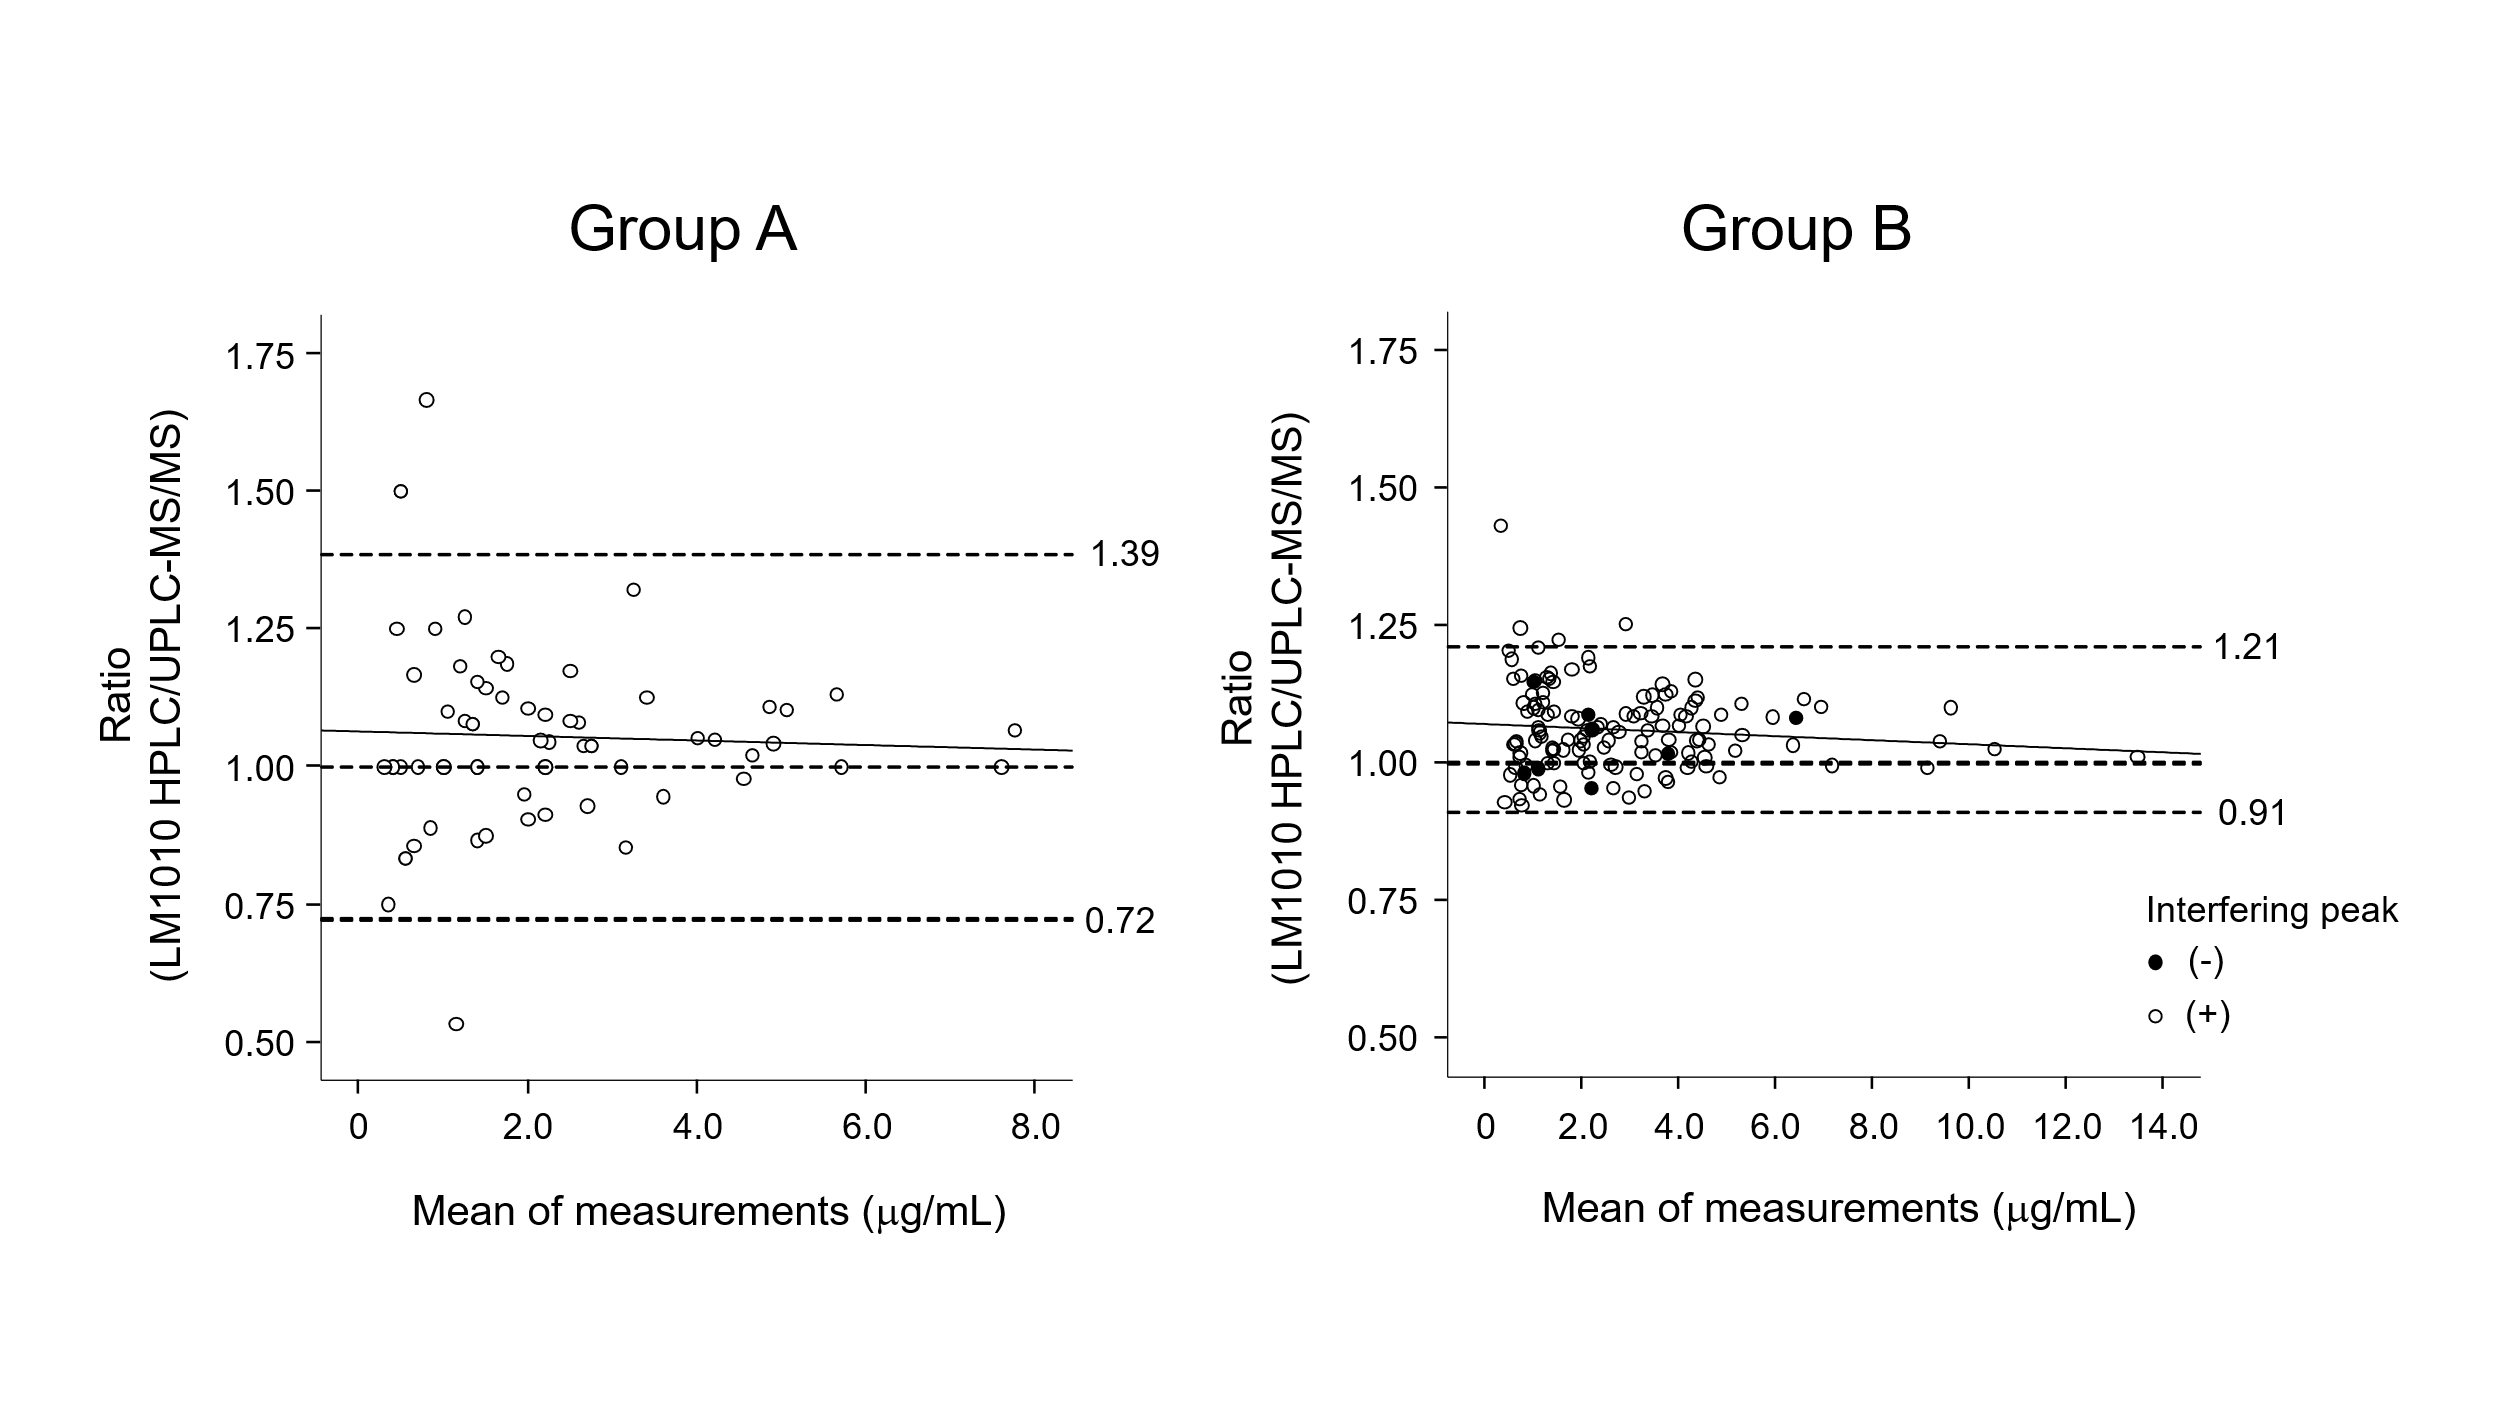 Group A
Ratio
(LM1010 HPLC/UPLC-MS/MS)
1.75
1.50
1.25
1.00
0.75
0.50
1.39
0.72
0 2.0 4.0 6.0 8.0
Mean of measurements (μg/mL)
Group B
Ratio
(LM1010 HPLC/UPLC-MS/MS)
1.75
1.50
1.25
1.00
0.75
0.50
1.21
0.91
Interfering peak
(-)
(+)
0 2.0 4.0 6.0 8.0 10.0 12.0 14.0
Mean of measurements (μg/mL)